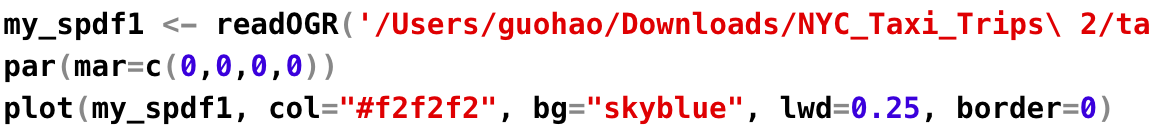 my_spdf1 <- readOGR('/Users/guohao/Downloads/NYC_Taxi_Trips\ 2/ta
par(mar=c(0,0,0,0))
plot(my_spdf1, col="#f2f2f2", bg="skyblue", lwd=0.25, border=0)